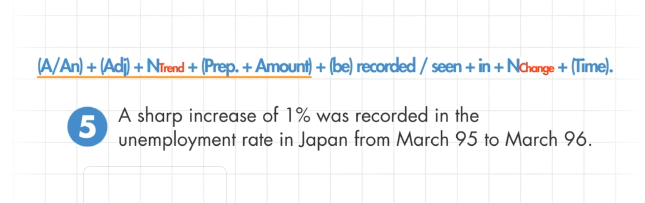 (A/An) + (Adj) + NTrend + (Prep. + Amount) + (be) recorded / seen + in + NChange + (Time).
5
A sharp increase of 1% was recorded in the
unemployment rate in Japan from March 95 to March 96.